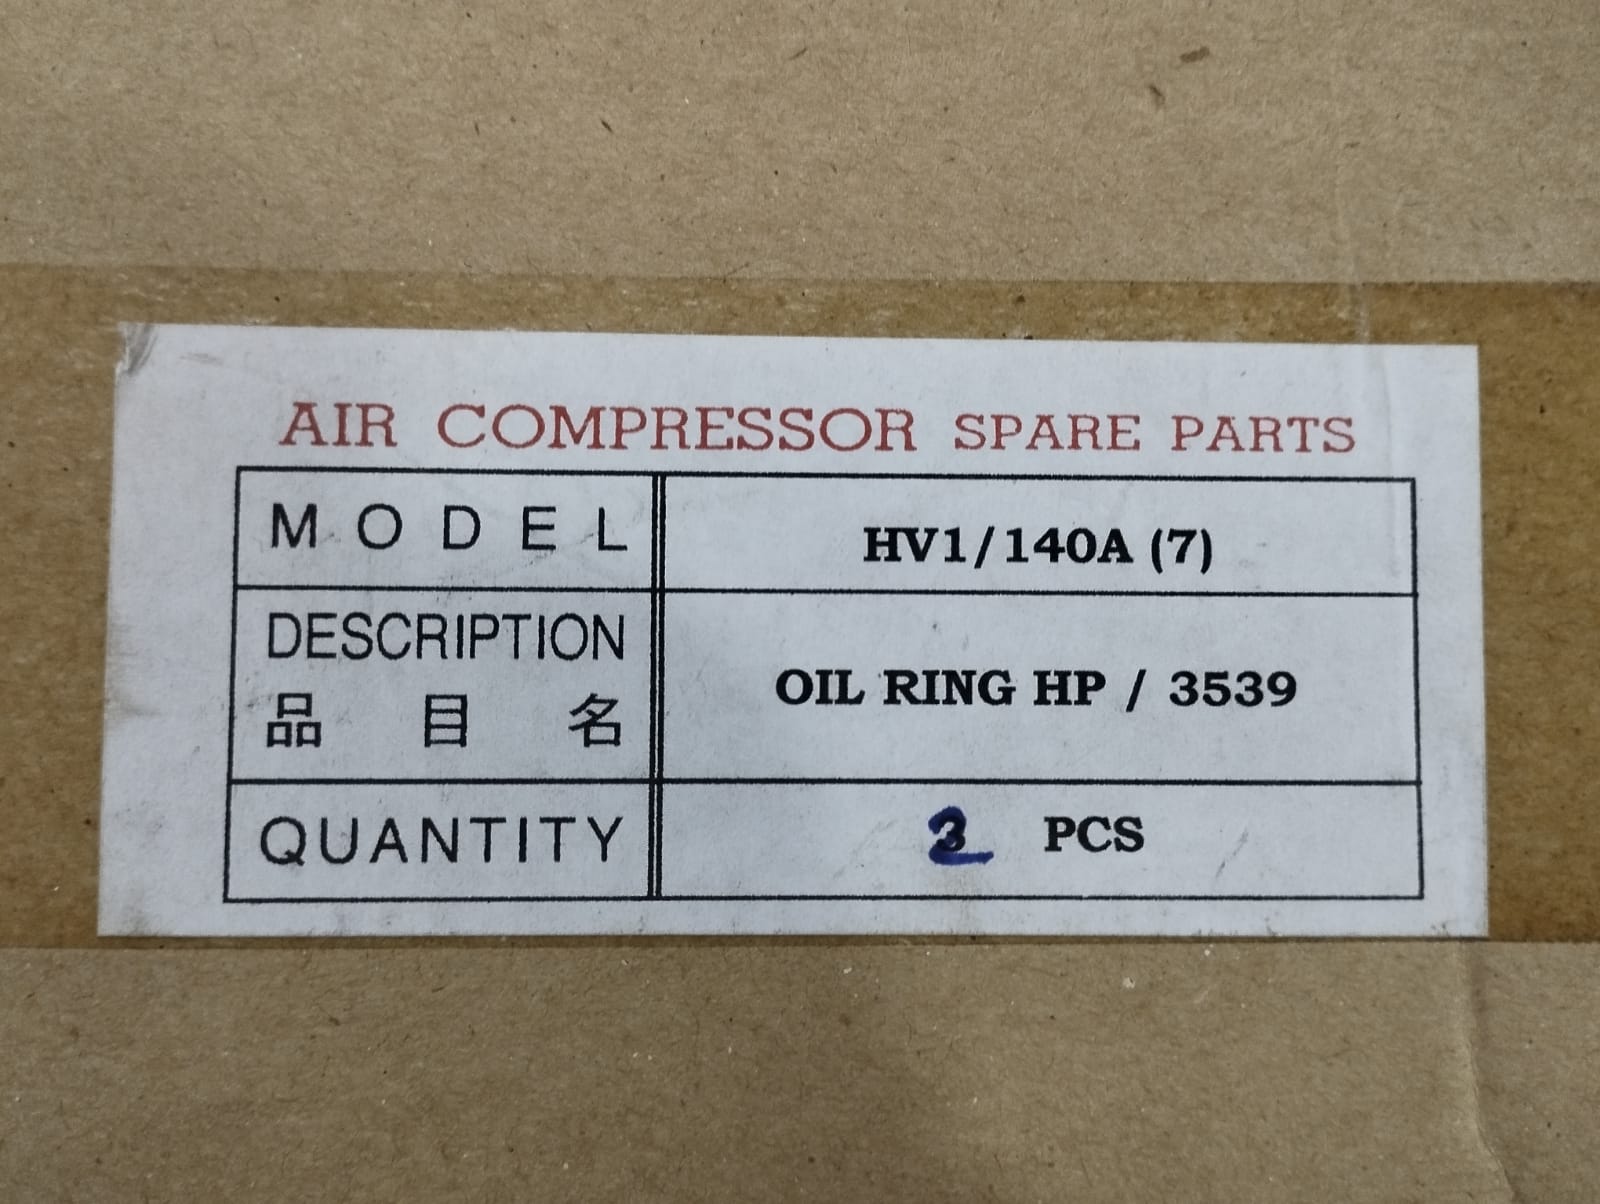 AIR COMPRESSOR SPARE PARTS
MODEL HV1/140A (7)
DESCRIPTION
品目名 OIL RING HP / 3539
QUANTITY 2 PCS